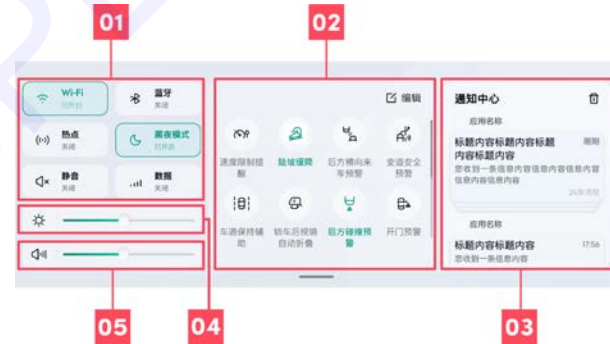 01
02
Wi-Fi
已开启
蓝牙
关闭
热点
关闭
黑夜模式
已开启
静音
关闭
数据
关闭
编辑
速度限制提
醒
陡坡缓降
后方横向来
车预警
变道安全
预警
车道保持辅
助
锁车后视镜
自动折叠
后方碰撞预
警
开门预警
通知中心
应用名称
标题内容标题内容标题
内容标题内容
刚刚
您收到一条信息内容信息内容信息内容
信息内容信息内容
应用名称
标题内容标题内容
17:56
您收到一条信息内容
05
04
03